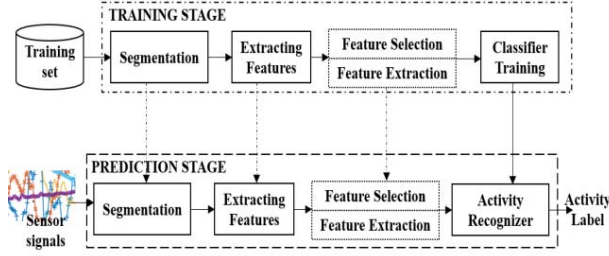 TRAINING STAGE
Training
set
Segmentation
Extracting
Features
Feature Selection
Feature Extraction
Classifier
Training
PREDICTION STAGE
Sensor
signals
Segmentation
Extracting
Features
Feature Selection
Feature Extraction
Activity
Recognizer
Activity
Label